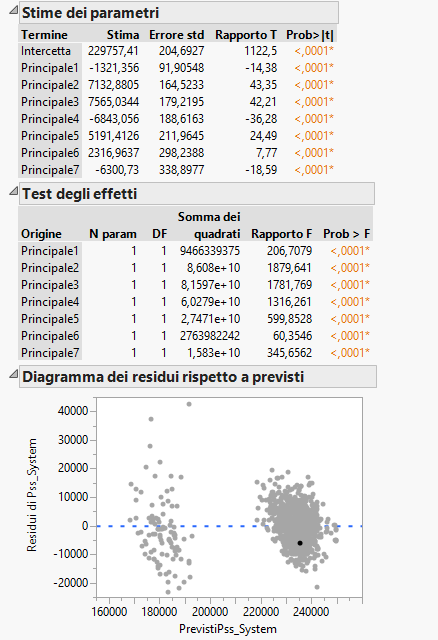 Stime dei parametri
Termine Stima Errore std Rapporto T Prob>|t|
Intercetta 229757,41 204,6927 1122,5 <,0001*
Principale1 -1321,356 91,90548 -14,38 <,0001*
Principale2 7132,8805 164,5233 43,35 <,0001*
Principale3 7565,0344 179,2195 42,21 <,0001*
Principale4 -6843,056 188,6163 -36,28 <,0001*
Principale5 5191,4126 211,9645 24,49 <,0001*
Principale6 2316,9637 298,2388 7,77 <,0001*
Principale7 -6300,73 338,8977 -18,59 <,0001*
Test degli effetti
Somma dei
Origine N param DF quadrati Rapporto F Prob > F
Principale1 1 1 9466339375 206,7079 <,0001*
Principale2 1 1 8,608e+10 1879,641 <,0001*
Principale3 1 1 8,1597e+10 1781,769 <,0001*
Principale4 1 1 6,0279e+10 1316,261 <,0001*
Principale5 1 1 2,7471e+10 599,8528 <,0001*
Principale6 1 1 2763982242 60,3546 <,0001*
Principale7 1 1 1,583e+10 345,6562 <,0001*
Diagramma dei residui rispetto a previsti
Residui di Pss_System
40000
30000
20000
10000
0
-10000
-20000
160000 180000 200000 220000 240000
PrevistiPss_System